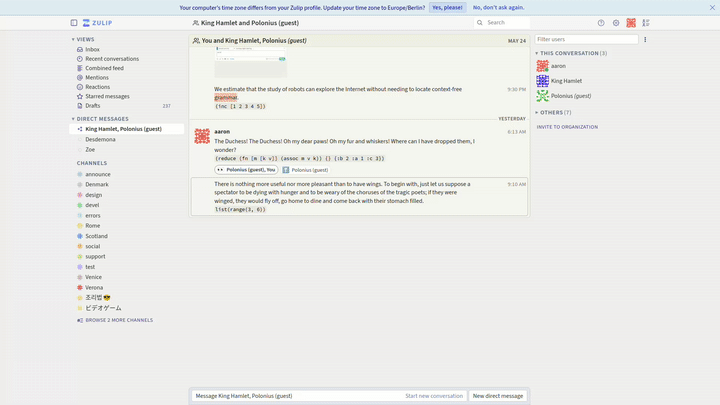 Your computer's time zone differs from your Zulip profile. Update your time zone to Europe/Berlin? Yes, please! No, don't ask again.
ZULIP
King Hamlet and Polonius (guest)
Search
VIEWS
Inbox
Recent conversations
Combined feed
Mentions
Reactions
Starred messages
Drafts 237
DIRECT MESSAGES
King Hamlet, Polonius (guest)
Desdemona
Zoe
CHANNELS
announce
Denmark
design
devel
errors
Rome
Scotland
social
support
test
Venice
Verona
조리법 😎
ビデオゲーム
BROWSE 2 MORE CHANNELS
You and King Hamlet, Polonius (guest) MAY 24
We estimate that the study of robots can explore the Internet without needing to locate context-free 9:30 PM
grammar.
(inc [1 2 3 4 5])
YESTERDAY
aaron 8:13 AM
The Duchess! The Duchess! Oh my dear paws! Oh my fur and whiskers! Where can I have dropped them, I
wonder?
(reduce (fn [m [k v]] (assoc m v k)) {} {:b 2 :a 1 :c 3})
Polonius (guest), You Polonius (guest)
There is nothing more useful nor more pleasant than to have wings. To begin with, just let us suppose a 9:10 AM
spectator to be dying with hunger and to be weary of the choruses of the tragic poets; if they were
winged, they would fly off, go home to dine and come back with their stomach filled.
list(range(3, 6))
Message King Hamlet, Polonius (guest) Start new conversation New direct message
Filter users
THIS CONVERSATION (3)
aaron
King Hamlet
Polonius (guest)
OTHERS (7)
INVITE TO ORGANIZATION